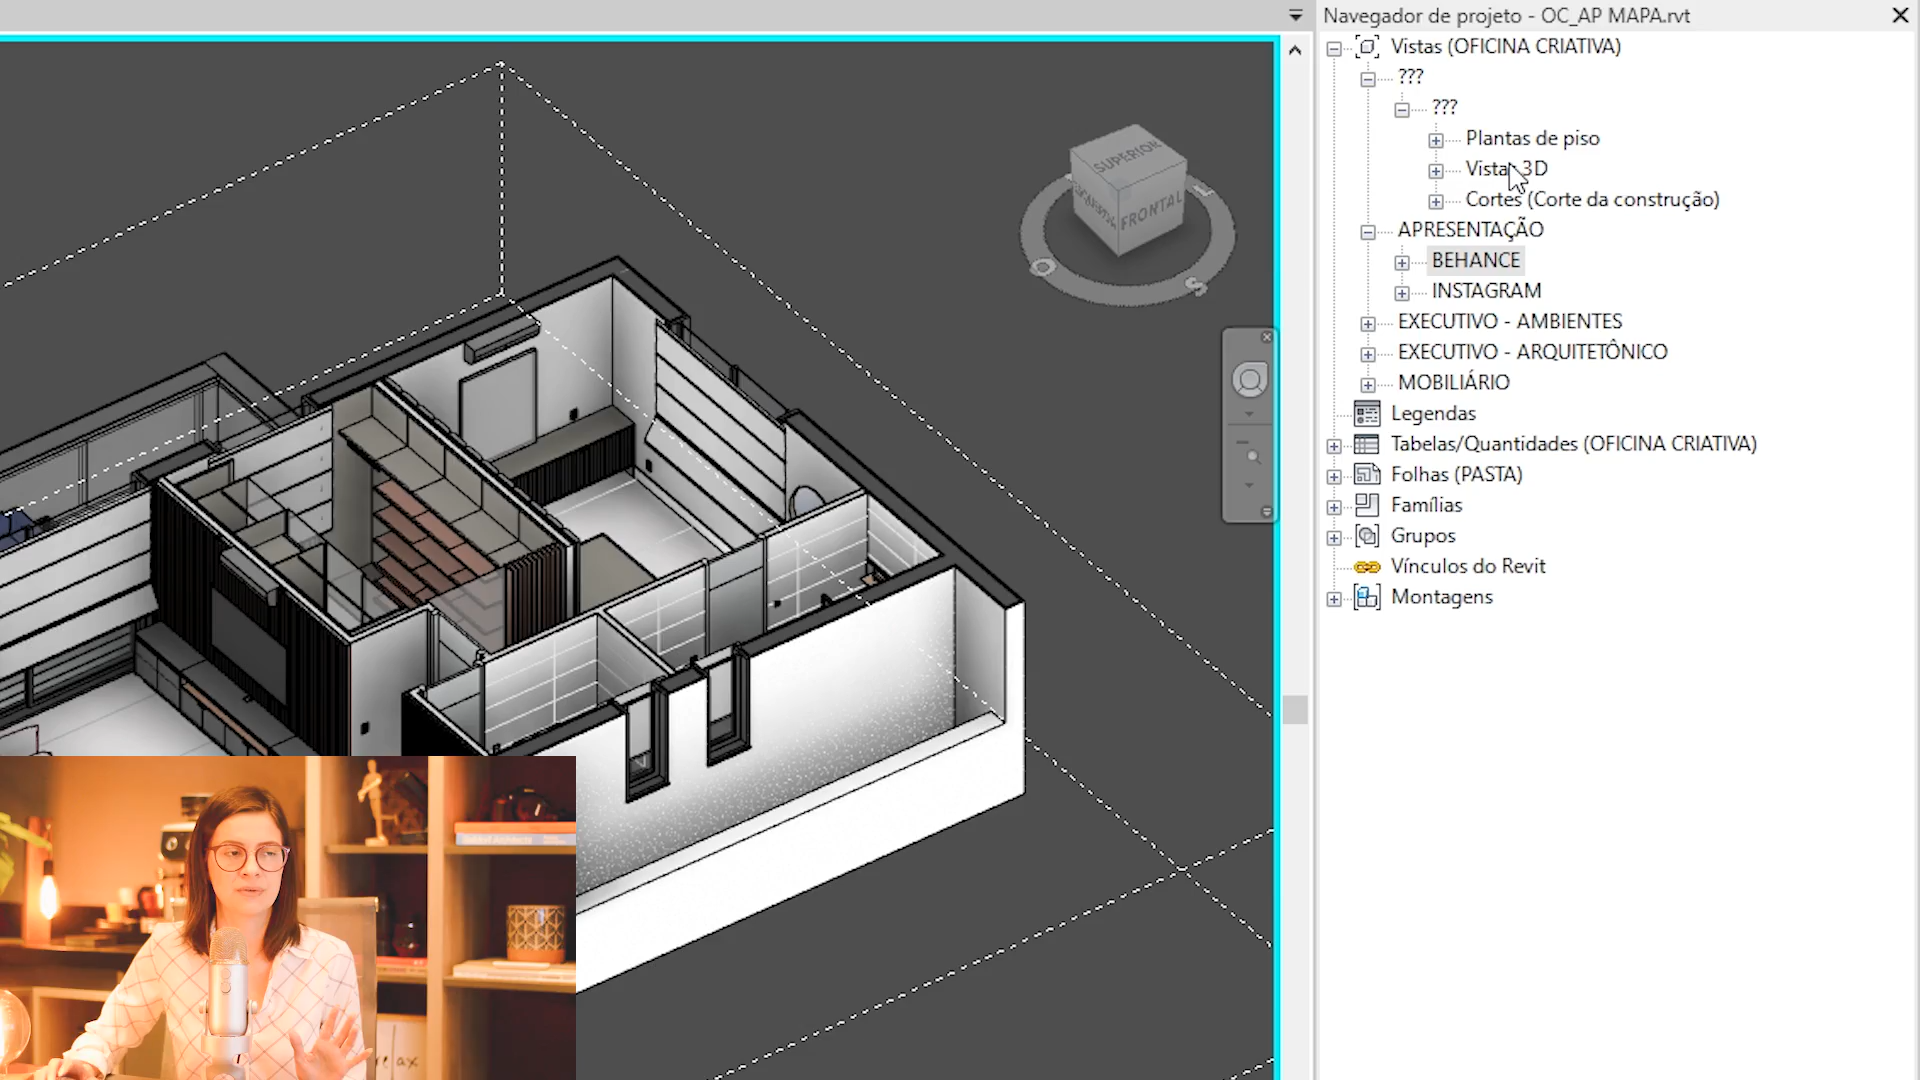 Navegador de projeto - OC_AP MAPA.rvt
Vistas (OFICINA CRIATIVA)
???
???
Plantas de piso
Vistas 3D
Cortes (Corte da construção)
APRESENTAÇÃO
BEHANCE
INSTAGRAM
EXECUTIVO - AMBIENTES
EXECUTIVO - ARQUITETÔNICO
MOBILIÁRIO
Legendas
Tabelas/Quantidades (OFICINA CRIATIVA)
Folhas (PASTA)
Famílias
Grupos
Vínculos do Revit
Montagens
SUPERIOR
FRONTAL
O
S